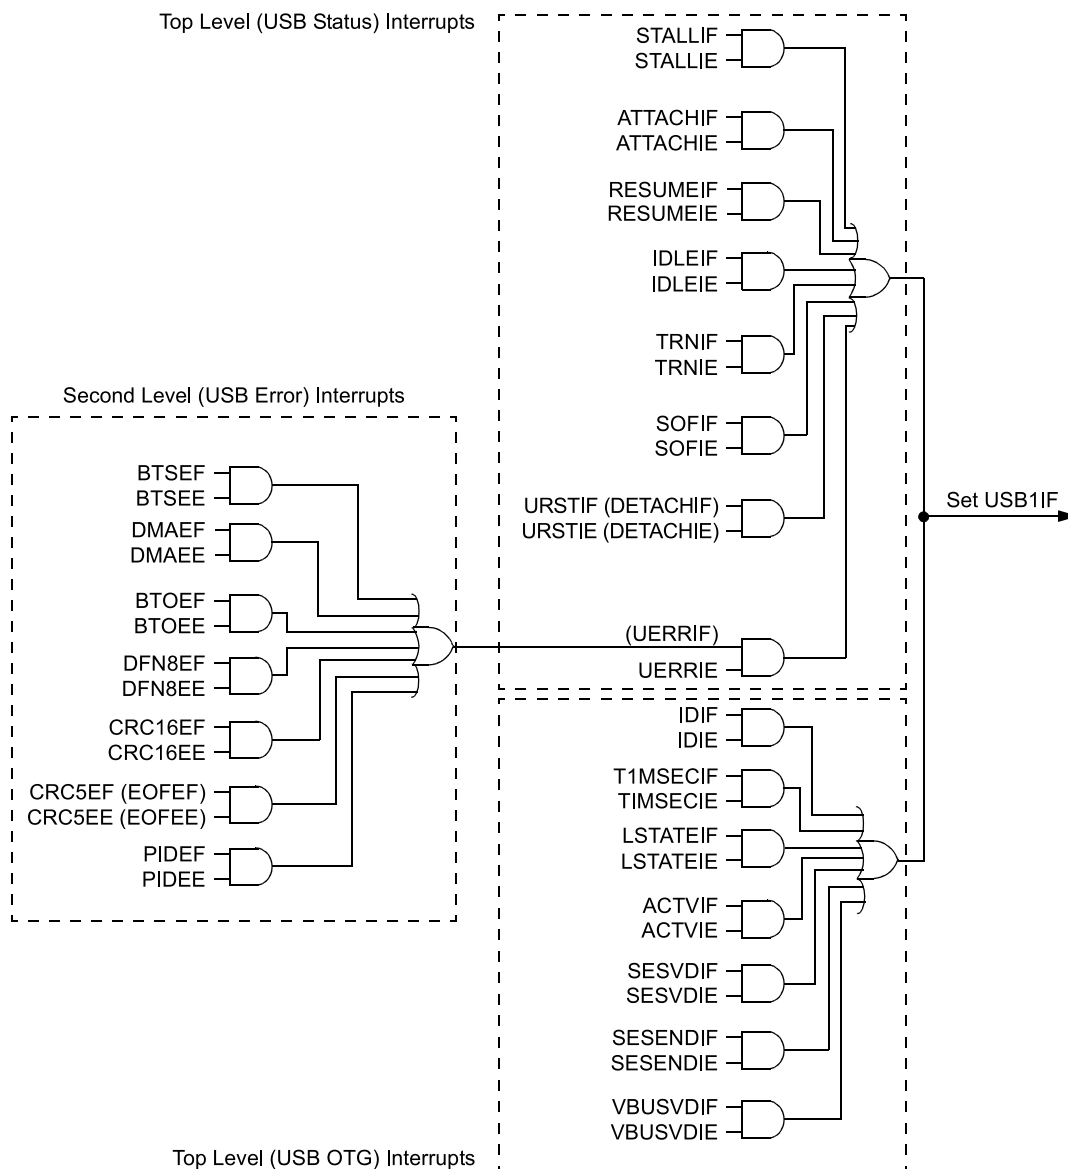 Top Level (USB Status) Interrupts
STALLIF
STALLIE
ATTACHIF
ATTACHIE
RESUMEIF
RESUMEIE
IDLEIF
IDLEIE
TRNIF
TRNIE
SOFIF
SOFIE
URSTIF (DETACHIF)
URSTIE (DETACHIE)
(UERRIF)
UERRIE
Set USB1IF
Second Level (USB Error) Interrupts
BTSEF
BTSEE
DMAEF
DMAEE
BTOEF
BTOEE
DFN8EF
DFN8EE
CRC16EF
CRC16EE
CRC5EF (EOFEF)
CRC5EE (EOFEE)
PIDEF
PIDEE
IDIF
IDIE
T1MSECIF
TIMSECIE
LSTATEIF
LSTATEIE
ACTVIF
ACTVIE
SESVDIF
SESVDIE
SESENDIF
SESENDIE
VBUSVDIF
VBUSVDIE
Top Level (USB OTG) Interrupts